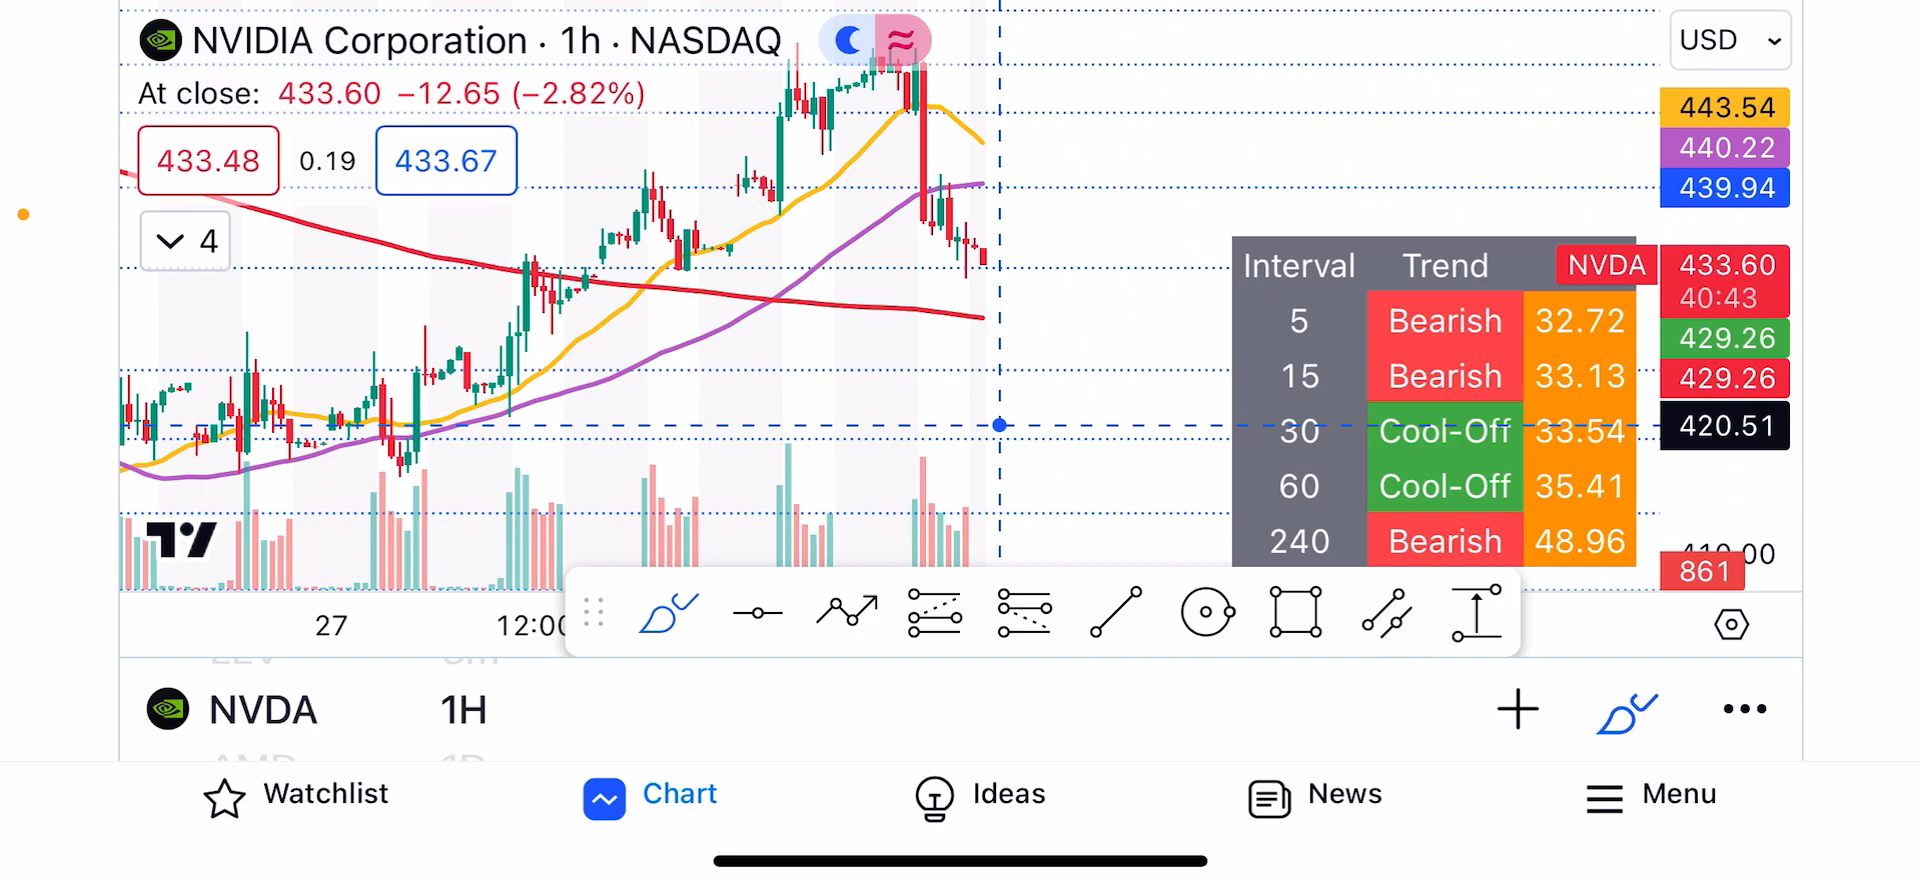 NVIDIA Corporation · 1h · NASDAQ
USD
At close: 433.60 −12.65 (−2.82%)
433.48 0.19 433.67
4
443.54
440.22
439.94
Interval Trend NVDA 433.60
40:43
5 Bearish 32.72
429.26
15 Bearish 33.13
429.26
30 Cool-Off 33.54
420.51
60 Cool-Off 35.41
240 Bearish 48.96
861
27 12:00
NVDA 1H
Watchlist Chart Ideas News Menu